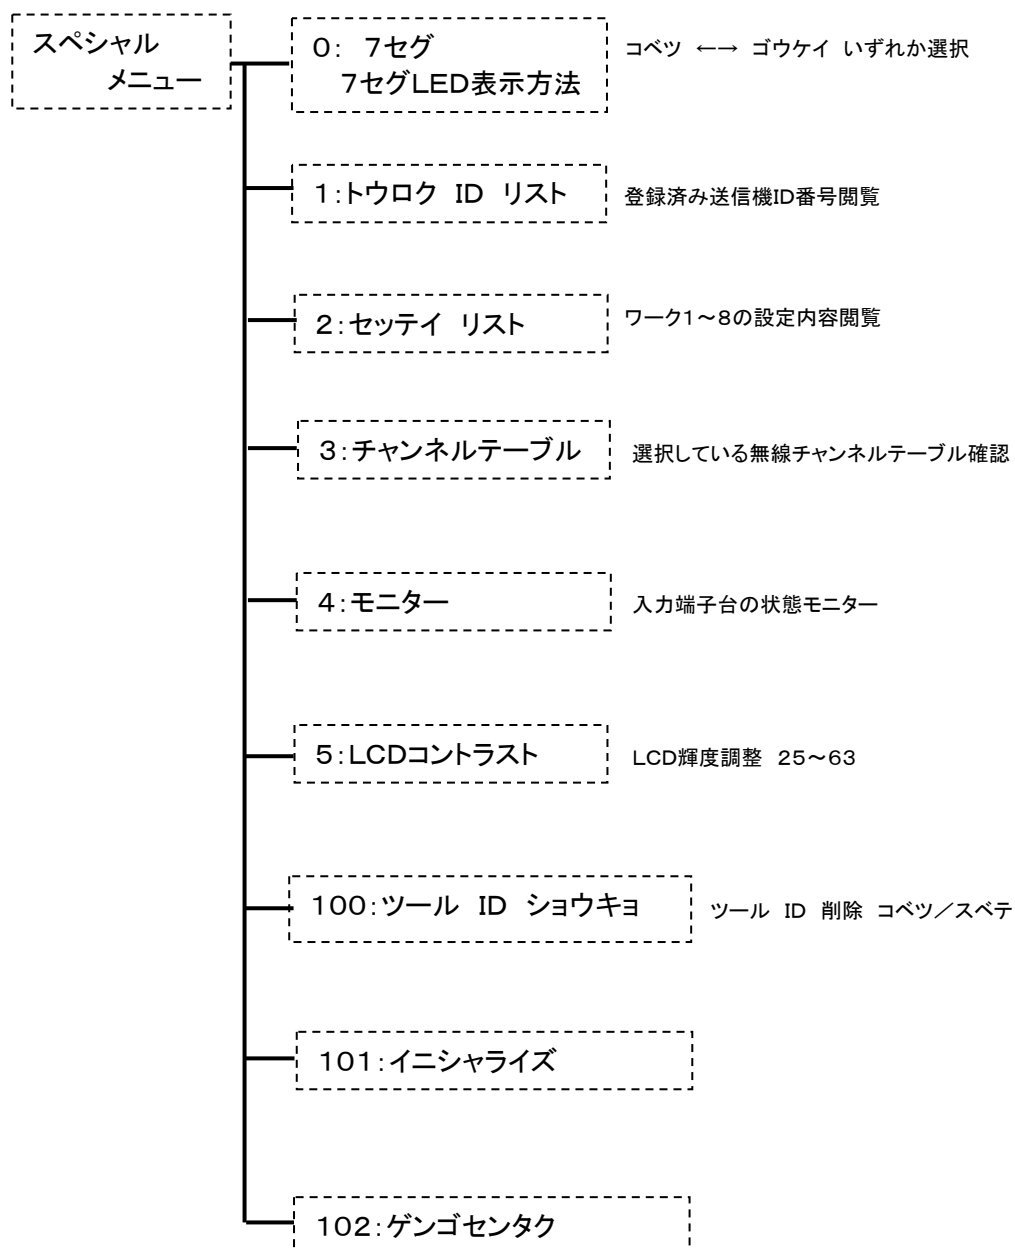 スペシャル
メニュー
０：　７セグ
７セグLED表示方法
コベツ　←→　ゴウケイ　いずれか選択
１：トウロク　ID　リスト
登録済み送信機ID番号閲覧
２：セッテイ　リスト
ワーク１～８の設定内容閲覧
３：チャンネルテーブル
選択している無線チャンネルテーブル確認
４：モニター
入力端子台の状態モニター
５：LCDコントラスト
LCD輝度調整　２５～６３
１００：ツール　ID　ショウキョ
ツール　ID　削除　コベツ／スベテ
１０１：イニシャライズ
１０２：ゲンゴセンタク